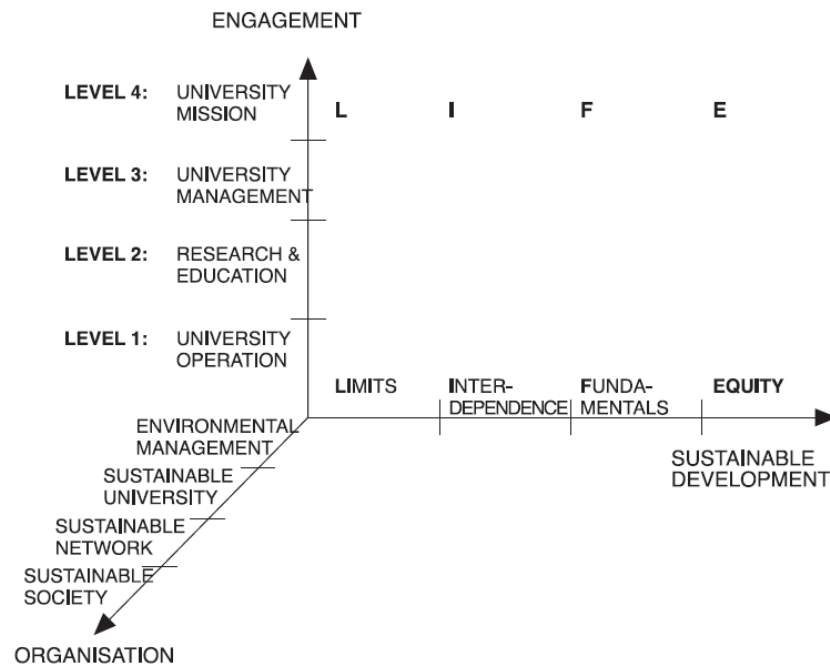 ENGAGEMENT
LEVEL 4: UNIVERSITY
MISSION
L I F E
LEVEL 3: UNIVERSITY
MANAGEMENT
LEVEL 2: RESEARCH &
EDUCATION
LEVEL 1: UNIVERSITY
OPERATION
LIMITS
INTER-
DEPENDENCE
FUNDA-
MENTALS
EQUITY
SUSTAINABLE
DEVELOPMENT
ENVIRONMENTAL
MANAGEMENT
SUSTAINABLE
UNIVERSITY
SUSTAINABLE
NETWORK
SUSTAINABLE
SOCIETY
ORGANISATION